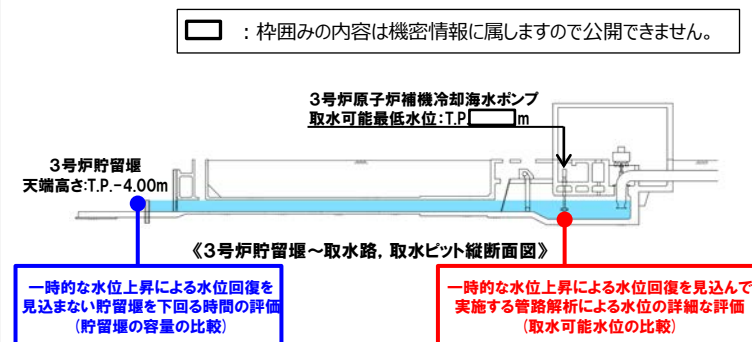 ：枠囲みの内容は機密情報に属しますので公開できません。
3号炉原子炉補機冷却海水ポンプ
取水可能最低水位：T.P. m
3号炉貯留堰
天端高さ：T.P.-4.00m
《3号炉貯留堰～取水路，取水ピット縦断面図》
一時的な水位上昇による水位回復を
見込まない貯留堰を下回る時間の評価
(貯留堰の容量の比較)
一時的な水位上昇による水位回復を見込んで
実施する管路解析による水位の詳細な評価
(取水可能水位の比較)